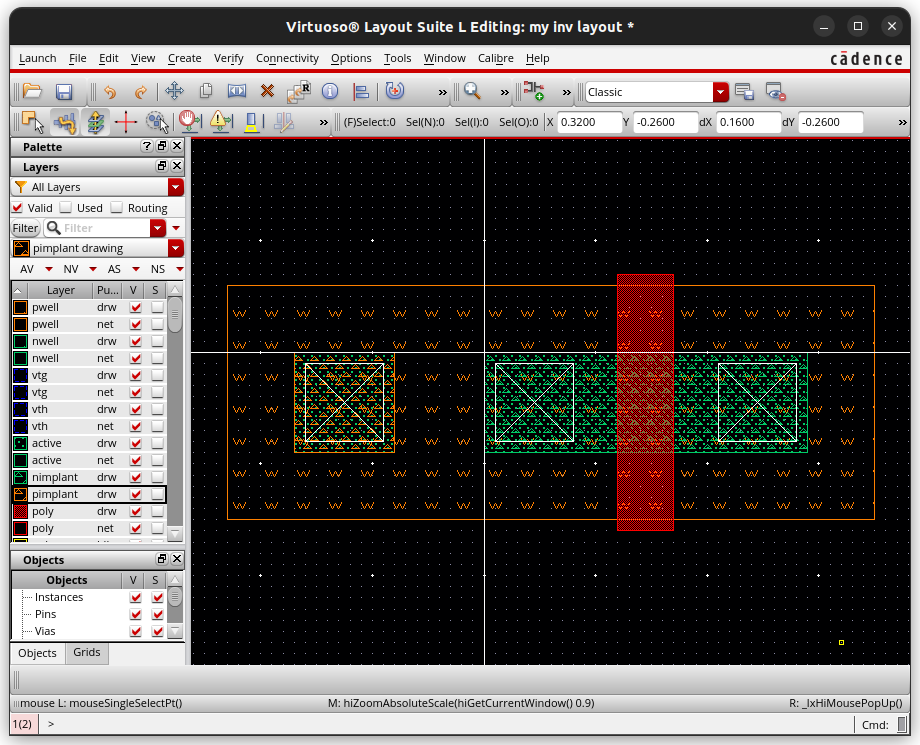 Virtuoso® Layout Suite L Editing: my inv layout *
Launch File Edit View Create Verify Connectivity Options Tools Window Calibre Help cādence
R » » » Classic
» (F)Select:0 Sel(N):0 Sel(I):0 Sel(O):0 X 0.3200 Y -0.2600 dX 0.1600 dY -0.2600 »
Palette ?
Layers
All Layers
Valid Used Routing
Filter Filter
pimplant drawing
AV NV AS NS
Layer Pu... V S
pwell drw
pwell net
nwell drw
nwell net
vtg drw
vtg net
vth drw
vth net
active drw
active net
nimplant drw
pimplant drw
poly drw
poly net
Objects
Objects V S
Instances
Pins
Vias
Objects Grids
mouse L: mouseSingleSelectPt() M: hiZoomAbsoluteScale(hiGetCurrentWindow() 0.9) R: _lxHiMousePopUp()
1(2) > Cmd: